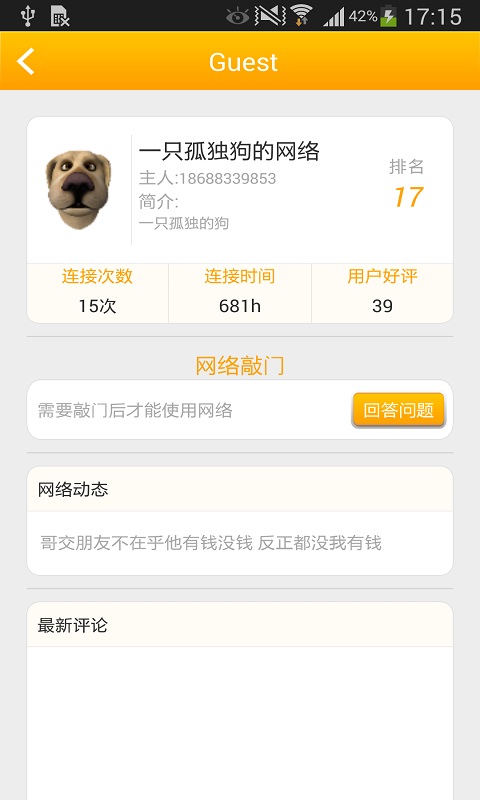 42% 17:15
Guest
一只孤独狗的网络
主人:18688339853
简介:
一只孤独的狗
排名
17
连接次数 连接时间 用户好评
15次 681h 39
网络敲门
需要敲门后才能使用网络 回答问题
网络动态
哥交朋友不在乎他有钱没钱 反正都没我有钱
最新评论